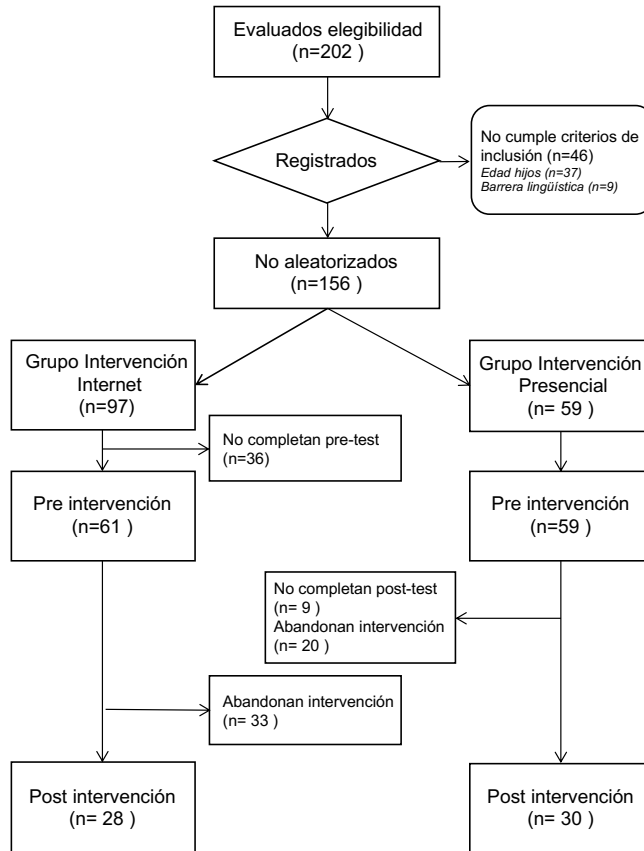 Evaluados elegibilidad
(n=202 )
Registrados
No cumple criterios de
inclusión (n=46)
Edad hijos (n=37)
Barrera lingüística (n=9)
No aleatorizados
(n=156 )
Grupo Intervención
Internet
(n=97)
Grupo Intervención
Presencial
(n= 59 )
No completan pre-test
(n=36)
Pre intervención
(n=61 )
Pre intervención
(n=59 )
No completan post-test
(n= 9 )
Abandonan intervención
(n= 20 )
Abandonan intervención
(n= 33 )
Post intervención
(n= 28 )
Post intervención
(n= 30 )